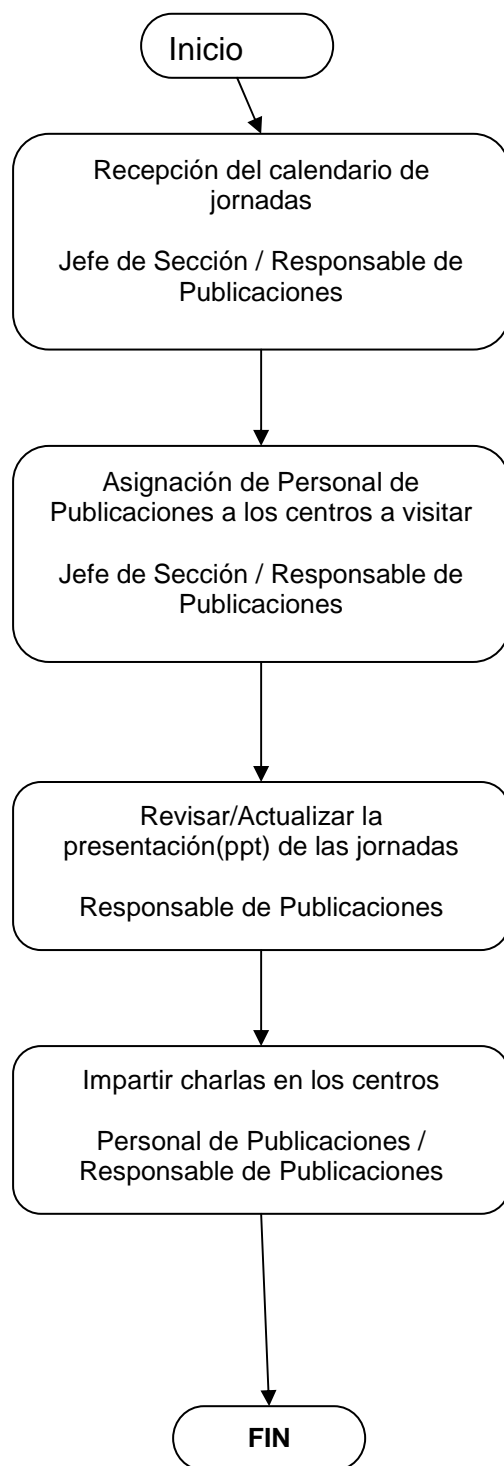 Inicio
Recepción del calendario de
jornadas
Jefe de Sección / Responsable de
Publicaciones
Asignación de Personal de
Publicaciones a los centros a visitar
Jefe de Sección / Responsable de
Publicaciones
Revisar/Actualizar la
presentación(ppt) de las jornadas
Responsable de Publicaciones
Impartir charlas en los centros
Personal de Publicaciones /
Responsable de Publicaciones
FIN